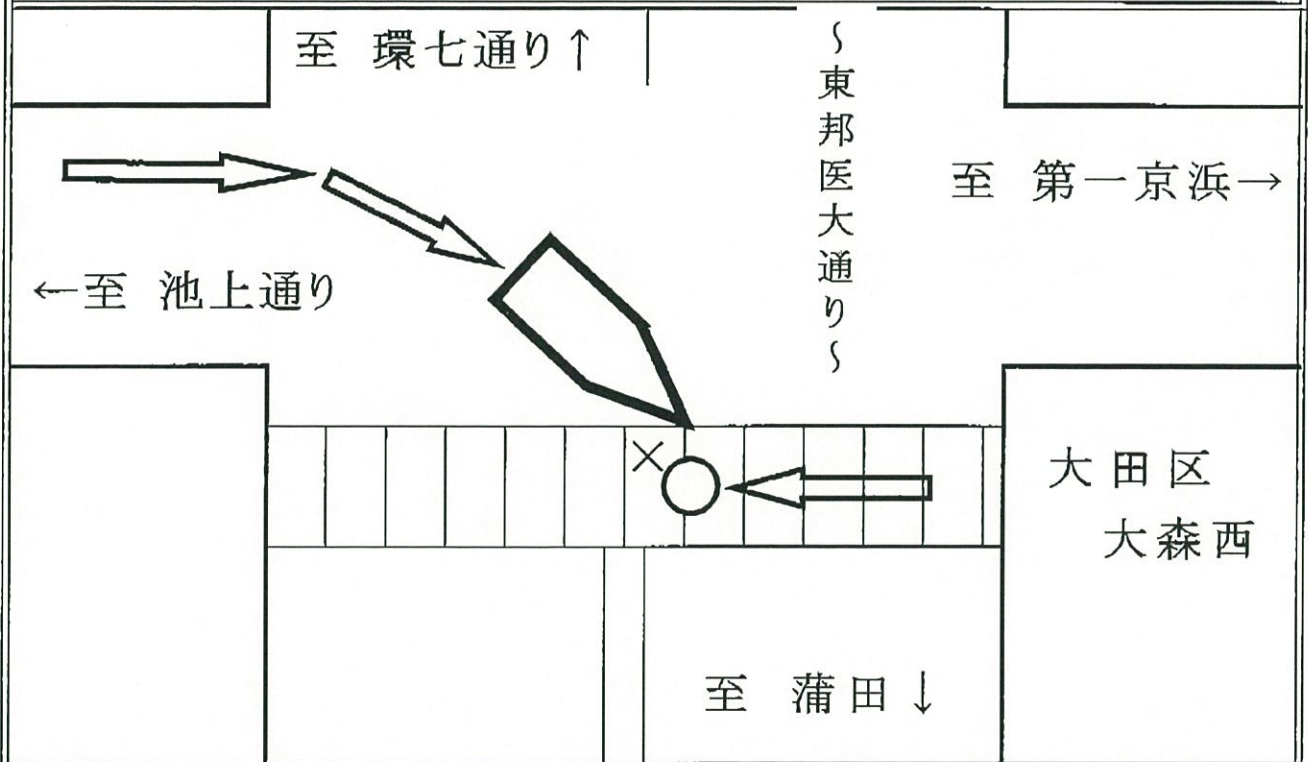 至 環七通り↑
～東邦医大通り～
至 第一京浜→
←至 池上通り
×
大田区
大森西
至 蒲田↓